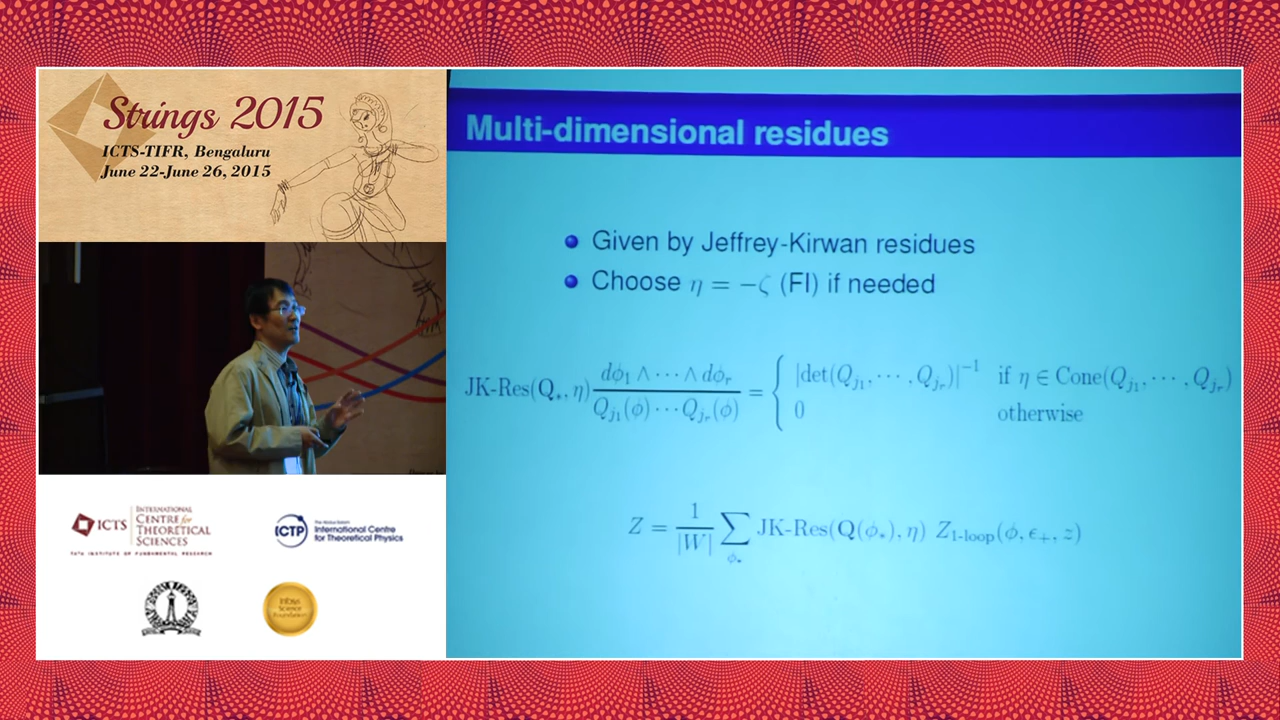 Strings 2015
ICTS-TIFR, Bengaluru
June 22-June 26, 2015
ICTS
INTERNATIONAL
CENTRE for
THEORETICAL
SCIENCES
TATA INSTITUTE OF FUNDAMENTAL RESEARCH
ICTP
The Abdus Salam
International Centre
for Theoretical Physics
Infosys
Science
Foundation
Multi-dimensional residues
Given by Jeffrey-Kirwan residues
Choose η = −ζ (FI) if needed
JK-Res(Q⁎, η) dϕ₁ ∧ ⋯ ∧ dϕᵣ / Q_{j₁}(ϕ) ⋯ Q_{jᵣ}(ϕ) = { |det(Q_{j₁}, ⋯ , Q_{jᵣ})|⁻¹ if η ∈ Cone(Q_{j₁}, ⋯ , Q_{jᵣ})
0 otherwise
Z = 1/|W| ∑_{ϕ⁎} JK-Res(Q(ϕ⁎), η) Z_{1-loop}(ϕ, ϵ₊, z)